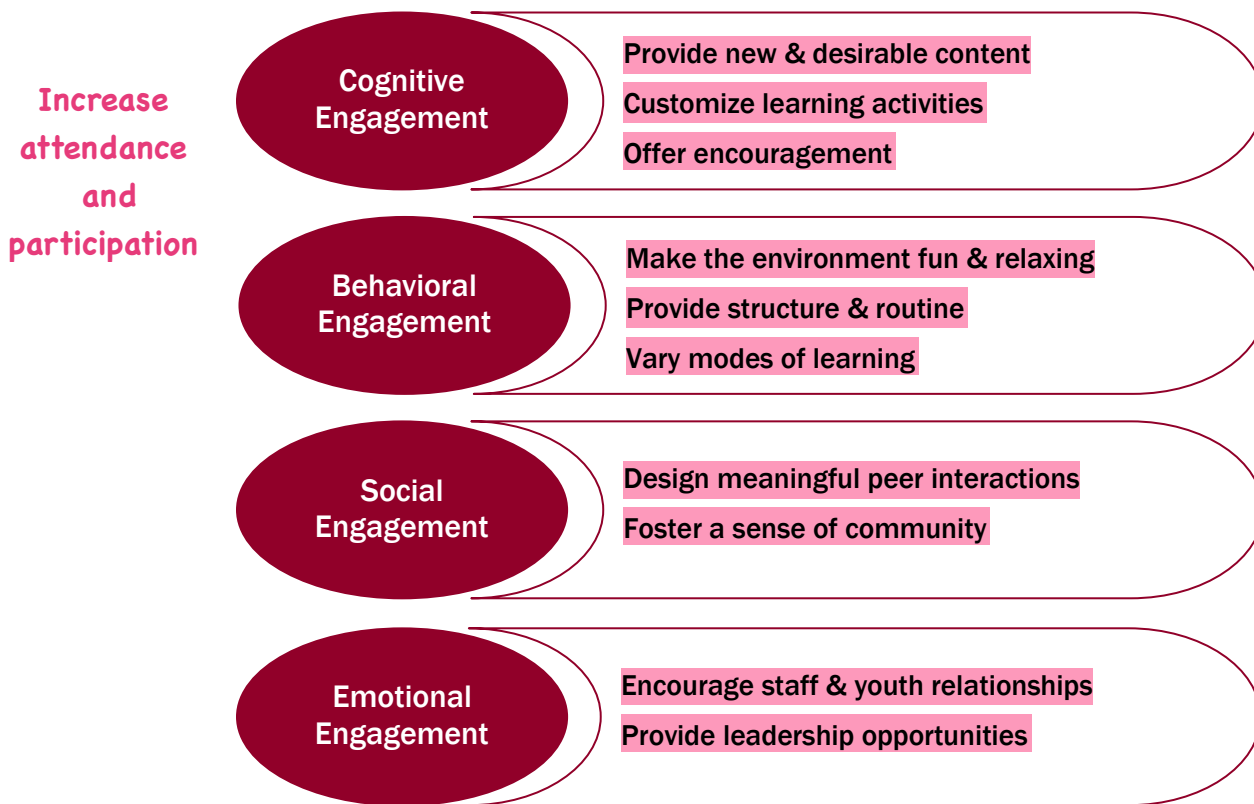 Increase
attendance
and
participation
Cognitive
Engagement
Provide new & desirable content
Customize learning activities
Offer encouragement
Behavioral
Engagement
Make the environment fun & relaxing
Provide structure & routine
Vary modes of learning
Social
Engagement
Design meaningful peer interactions
Foster a sense of community
Emotional
Engagement
Encourage staff & youth relationships
Provide leadership opportunities